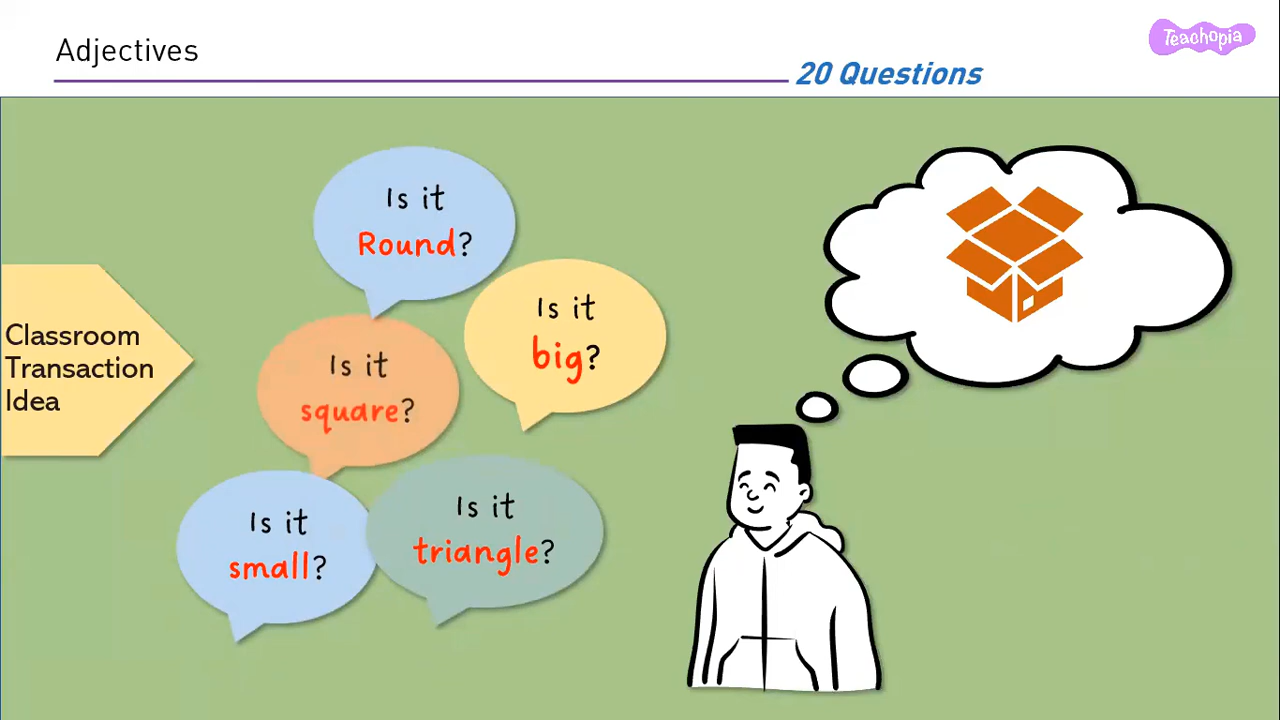 Adjectives
Teachopia
20 Questions
Is it
Round?
Is it
big?
Is it
square?
Is it
small?
Is it
triangle?
Classroom
Transaction
Idea